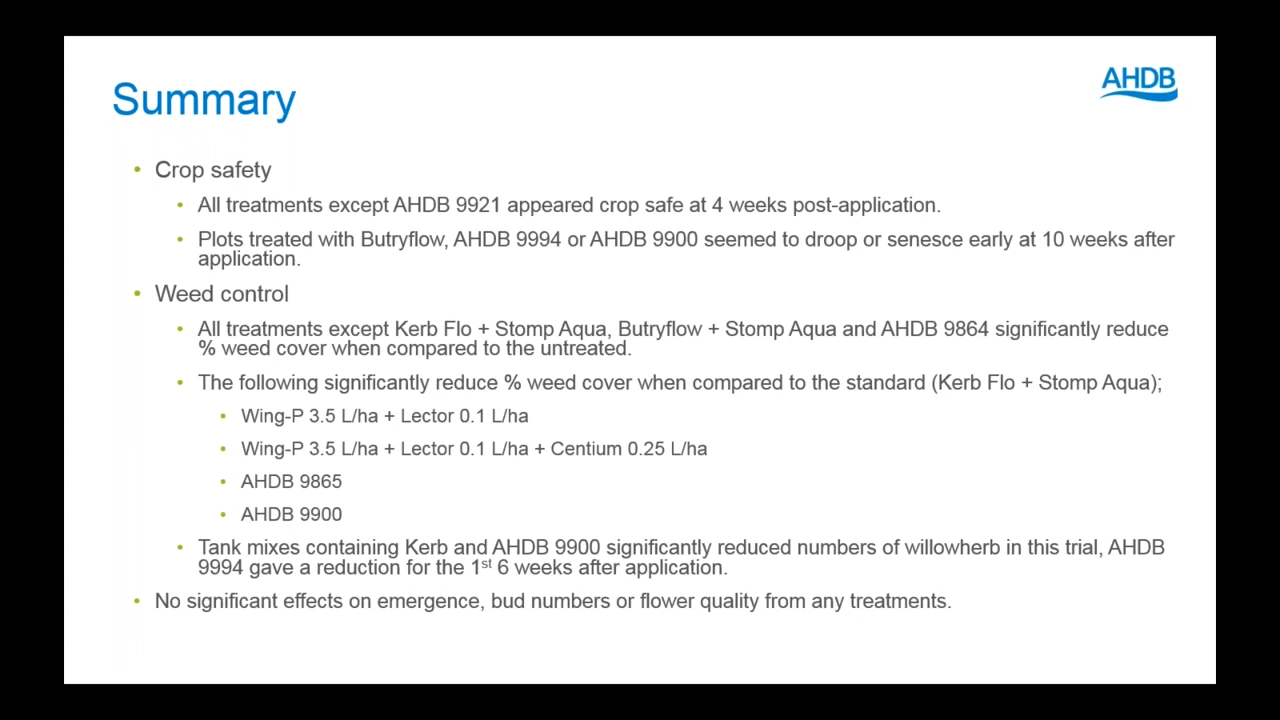 AHDB
Summary
• Crop safety
• All treatments except AHDB 9921 appeared crop safe at 4 weeks post-application.
• Plots treated with Butryflow, AHDB 9994 or AHDB 9900 seemed to droop or senesce early at 10 weeks after
application.
• Weed control
• All treatments except Kerb Flo + Stomp Aqua, Butryflow + Stomp Aqua and AHDB 9864 significantly reduce
% weed cover when compared to the untreated.
• The following significantly reduce % weed cover when compared to the standard (Kerb Flo + Stomp Aqua);
• Wing-P 3.5 L/ha + Lector 0.1 L/ha
• Wing-P 3.5 L/ha + Lector 0.1 L/ha + Centium 0.25 L/ha
• AHDB 9865
• AHDB 9900
• Tank mixes containing Kerb and AHDB 9900 significantly reduced numbers of willowherb in this trial, AHDB
9994 gave a reduction for the 1st 6 weeks after application.
• No significant effects on emergence, bud numbers or flower quality from any treatments.